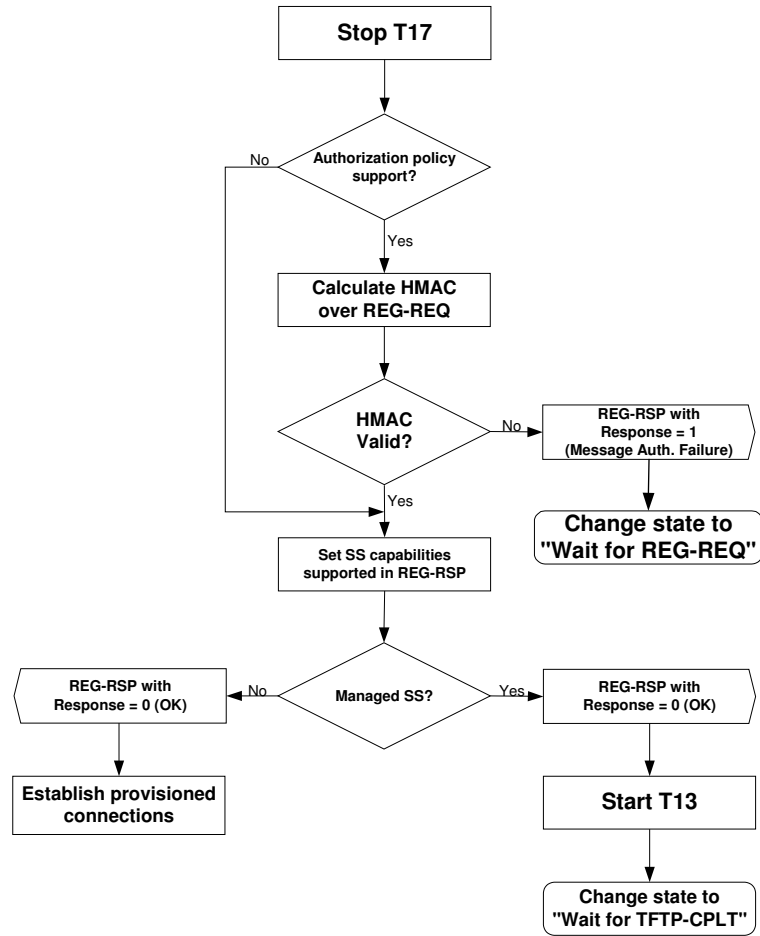 Stop T17
No
Authorization policy
support?
Yes
Calculate HMAC
over REG-REQ
HMAC
Valid?
No
REG-RSP with
Response = 1
(Message Auth. Failure)
Yes
Change state to
"Wait for REG-REQ"
Set SS capabilities
supported in REG-RSP
REG-RSP with
Response = 0 (OK)
No
Managed SS?
Yes
REG-RSP with
Response = 0 (OK)
Establish provisioned
connections
Start T13
Change state to
"Wait for TFTP-CPLT"